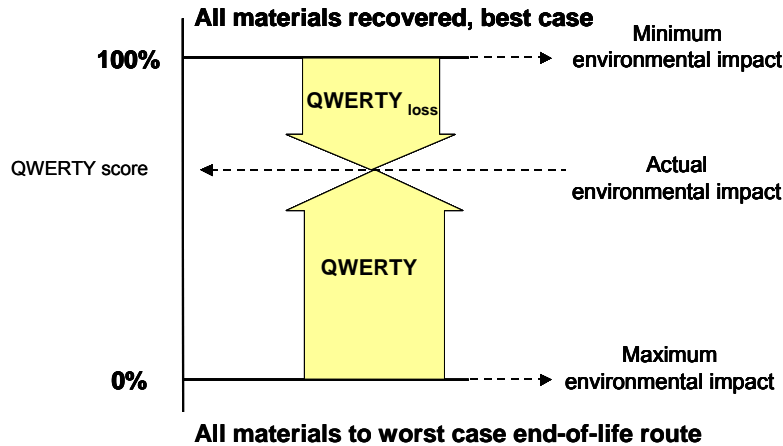 All materials recovered, best case
100%
Minimum
environmental impact
QWERTY loss
QWERTY score
Actual
environmental impact
QWERTY
0%
Maximum
environmental impact
All materials to worst case end-of-life route